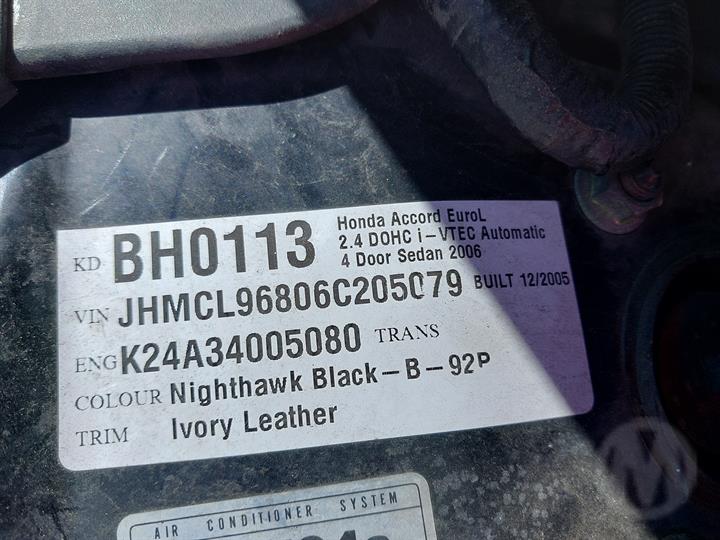 KD BH0113
Honda Accord EuroL
2.4 DOHC i-VTEC Automatic
4 Door Sedan 2006
VIN JHMCL96806C205079 BUILT 12/2005
ENG K24A34005080 TRANS
COLOUR Nighthawk Black-B-92P
TRIM Ivory Leather
AIR CONDITIONER SYSTEM